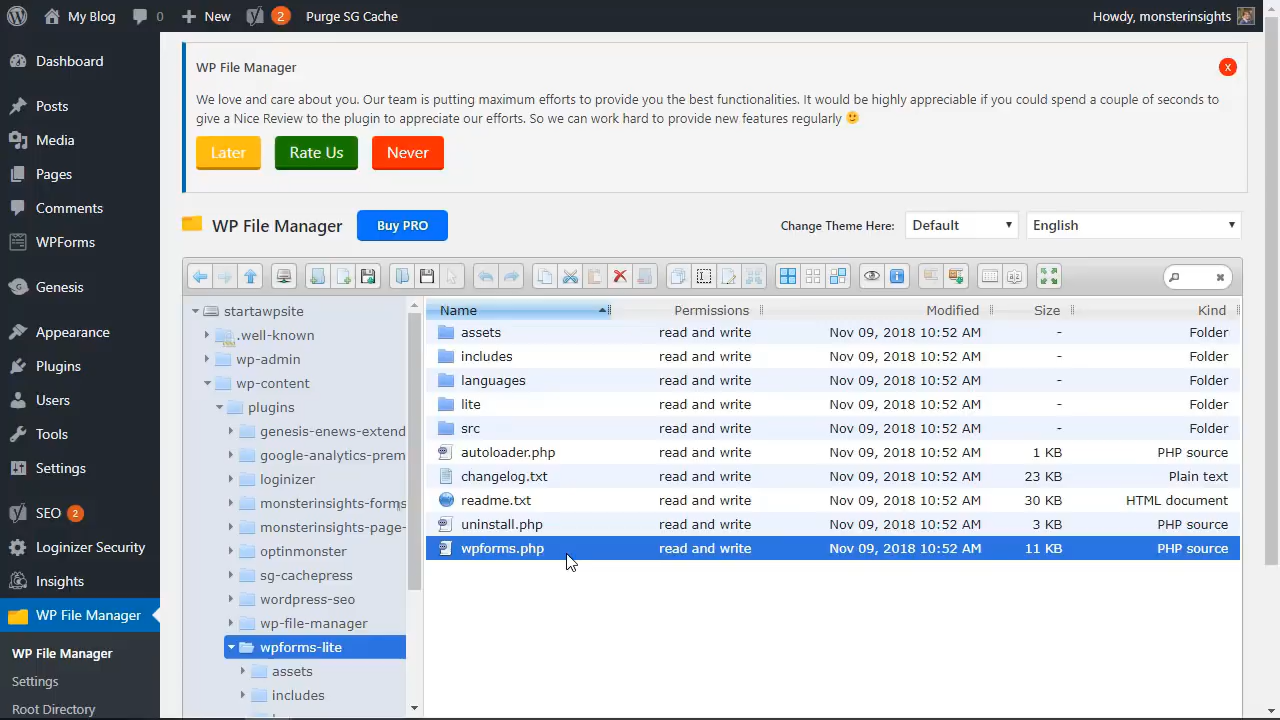 My Blog 0 New 2 Purge SG Cache Howdy, monsterinsights
Dashboard
Posts
Media
Pages
Comments
WPForms
Genesis
Appearance
Plugins
Users
Tools
Settings
SEO 2
Loginizer Security
Insights
WP File Manager
WP File Manager
Settings
Root Directory
WP File Manager
x
We love and care about you. Our team is putting maximum efforts to provide you the best functionalities. It would be highly appreciable if you could spend a couple of seconds to
give a Nice Review to the plugin to appreciate our efforts. So we can work hard to provide new features regularly
Later Rate Us Never
WP File Manager Buy PRO Change Theme Here: Default English
startawpsite
.well-known
wp-admin
wp-content
plugins
genesis-enews-extend
google-analytics-prem
loginizer
monsterinsights-forms
monsterinsights-page-
optinmonster
sg-cachepress
wordpress-seo
wp-file-manager
wpforms-lite
assets
includes
Name Permissions Modified Size Kind
assets read and write Nov 09, 2018 10:52 AM - Folder
includes read and write Nov 09, 2018 10:52 AM - Folder
languages read and write Nov 09, 2018 10:52 AM - Folder
lite read and write Nov 09, 2018 10:52 AM - Folder
src read and write Nov 09, 2018 10:52 AM - Folder
autoloader.php read and write Nov 09, 2018 10:52 AM 1 KB PHP source
changelog.txt read and write Nov 09, 2018 10:52 AM 23 KB Plain text
readme.txt read and write Nov 09, 2018 10:52 AM 30 KB HTML document
uninstall.php read and write Nov 09, 2018 10:52 AM 3 KB PHP source
wpforms.php read and write Nov 09, 2018 10:52 AM 11 KB PHP source